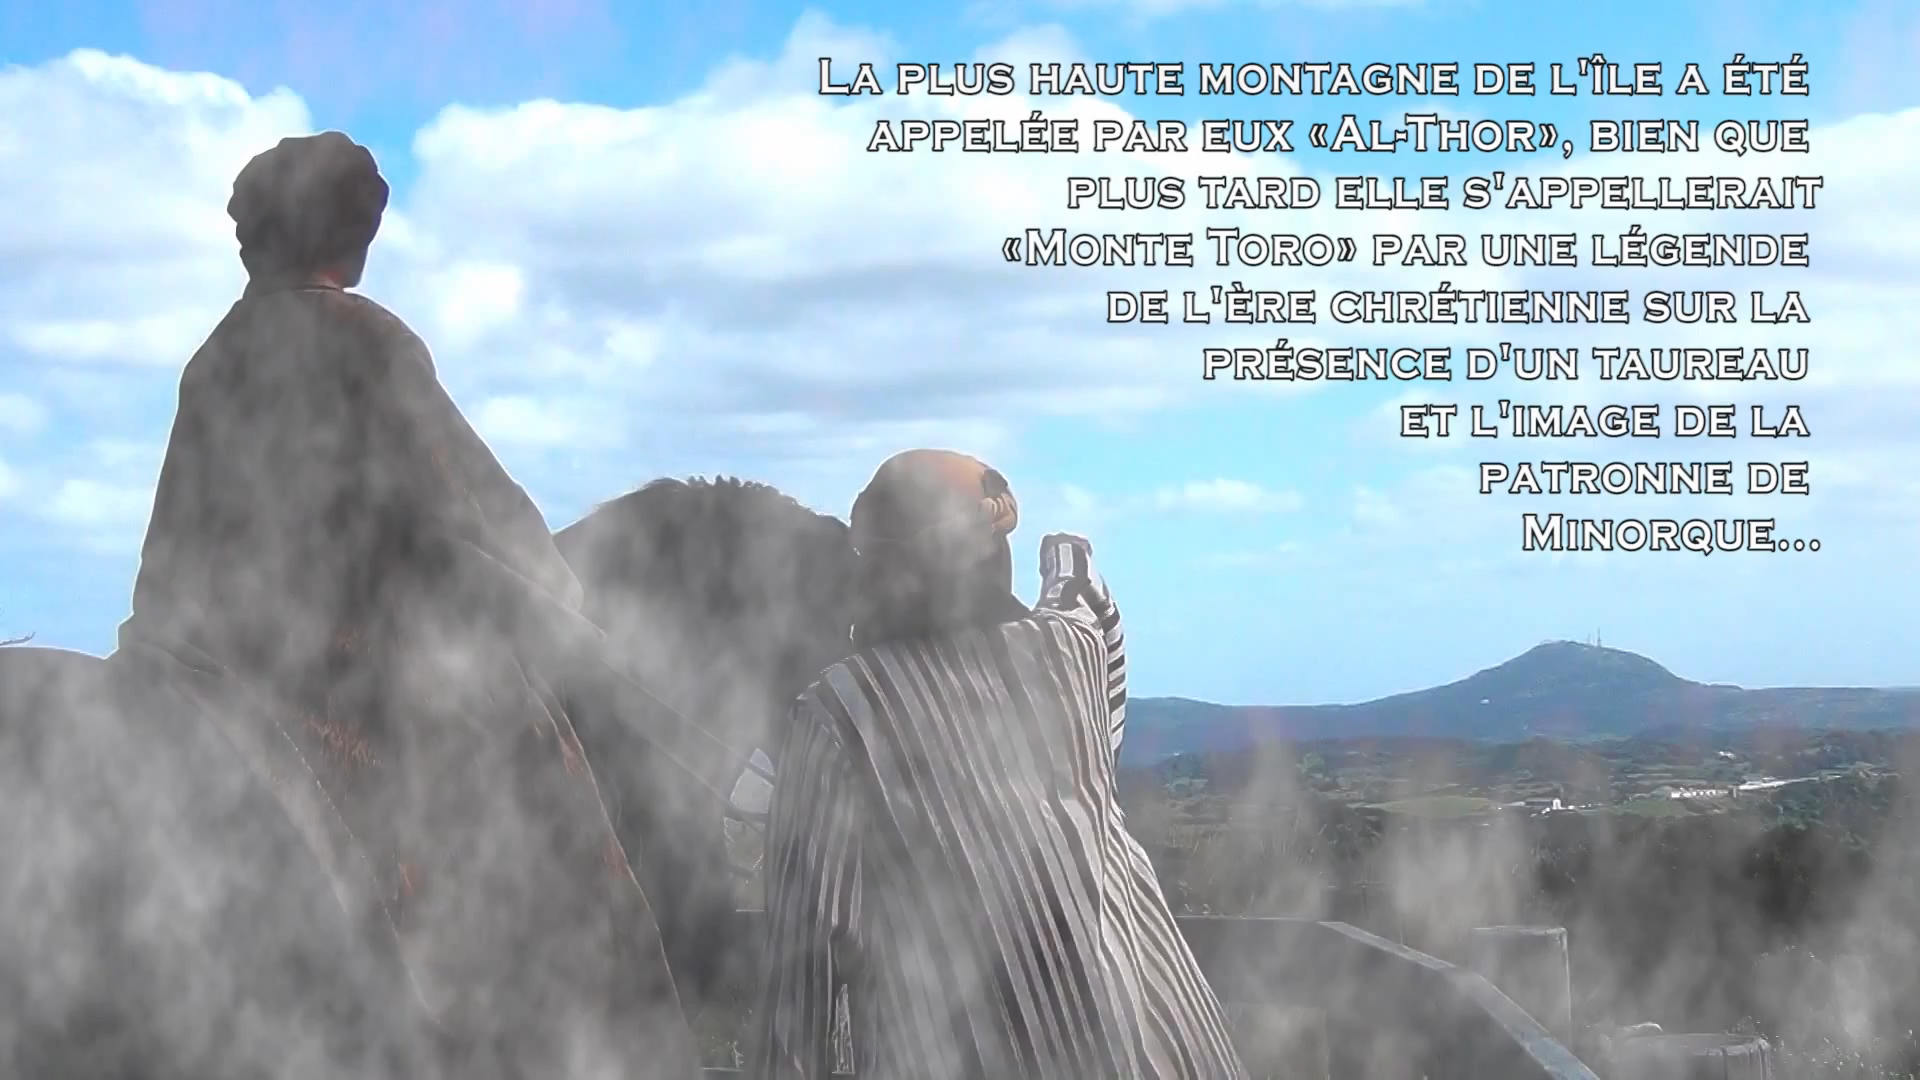 La plus haute montagne de l'île a été
appelée par eux «Al-Thor», bien que
plus tard elle s'appellerait
«Monte Toro» par une légende
de l'ère chrétienne sur la
présence d'un taureau
et l'image de la
patronne de
Minorque...